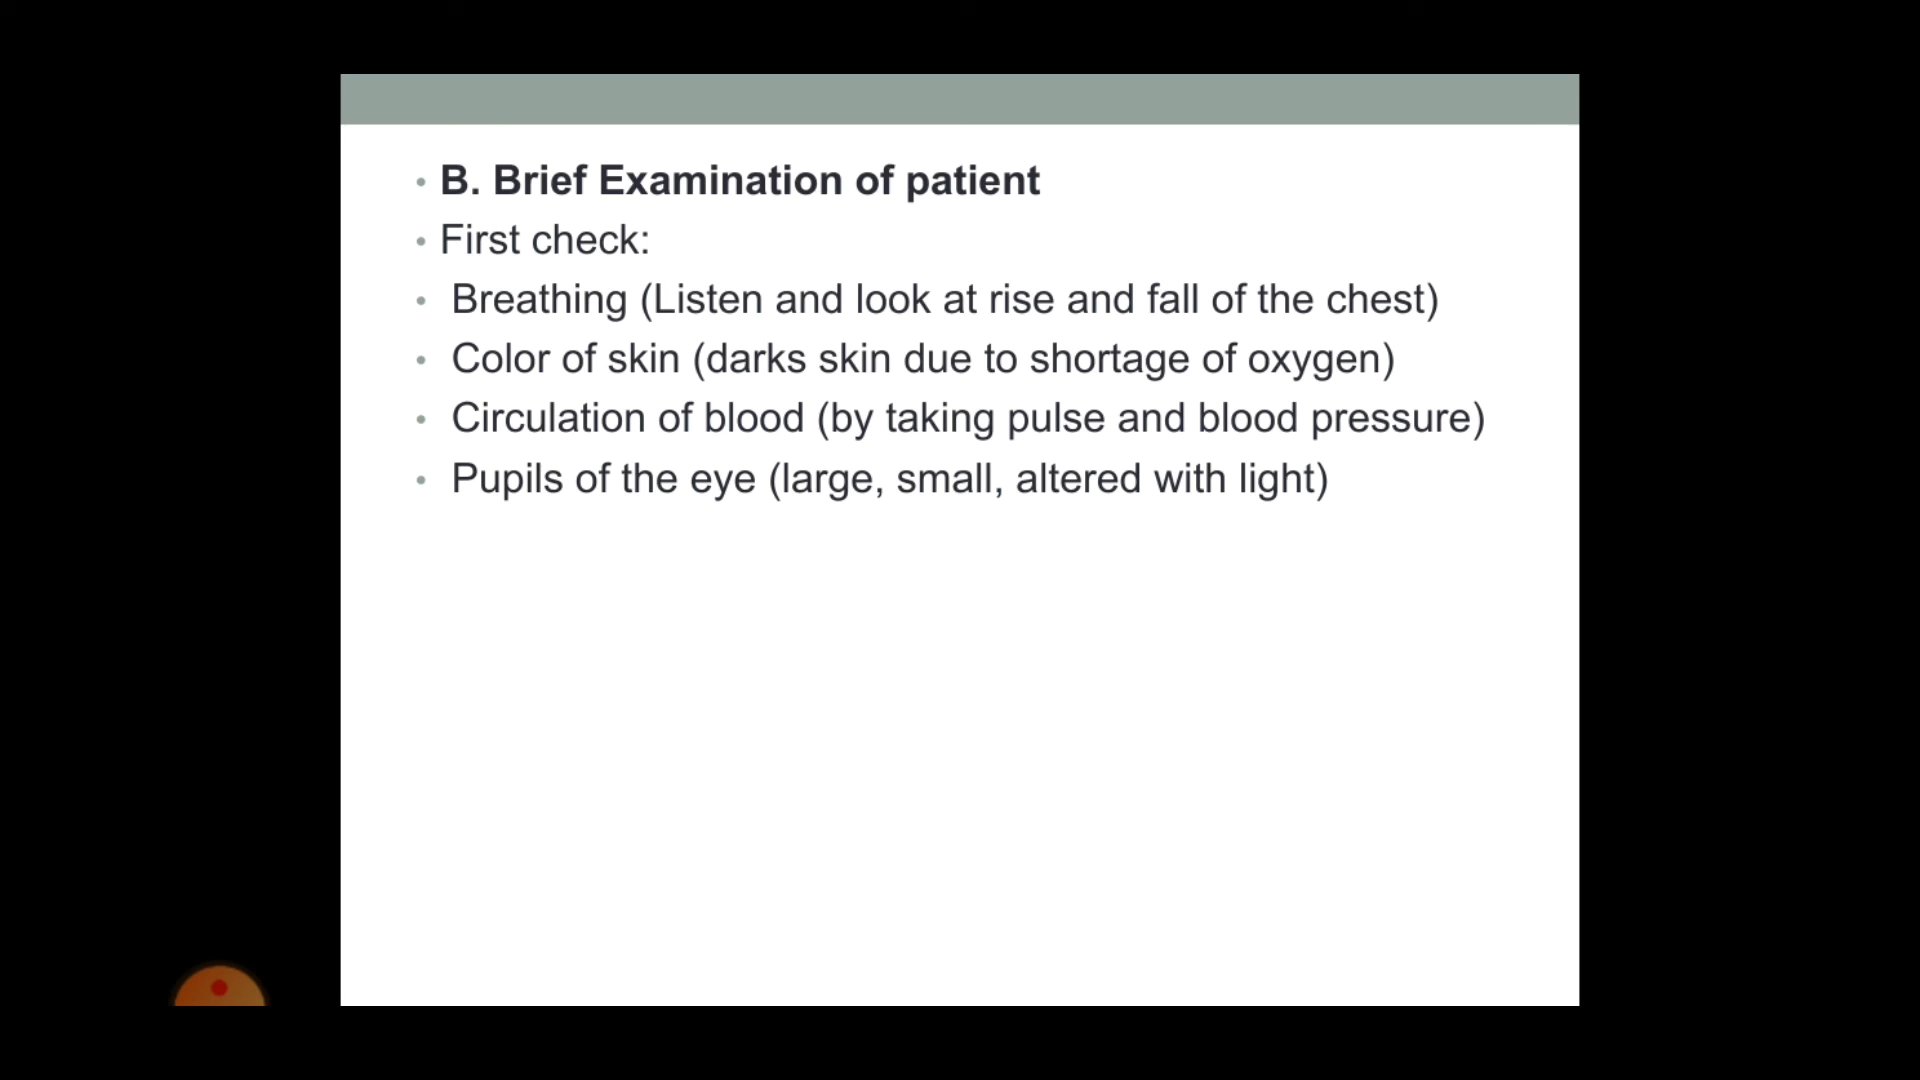 • B. Brief Examination of patient
• First check:
• Breathing (Listen and look at rise and fall of the chest)
• Color of skin (darks skin due to shortage of oxygen)
• Circulation of blood (by taking pulse and blood pressure)
• Pupils of the eye (large, small, altered with light)